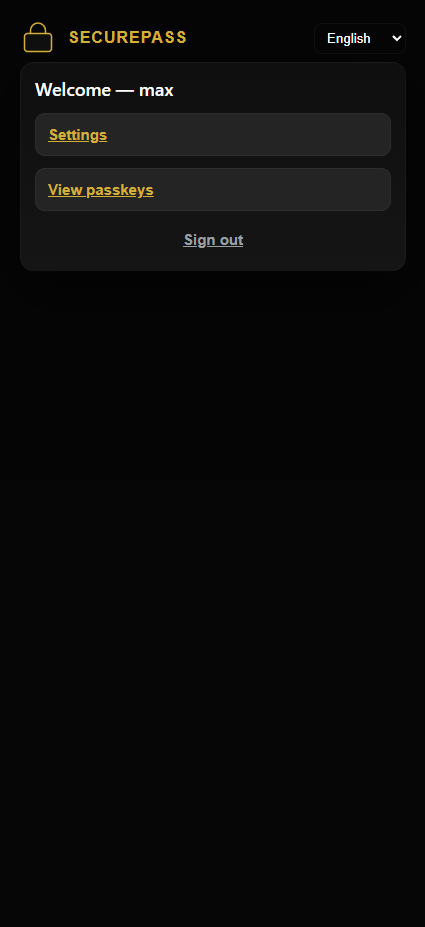 SECUREPASS
English
Welcome — max
Settings
View passkeys
Sign out